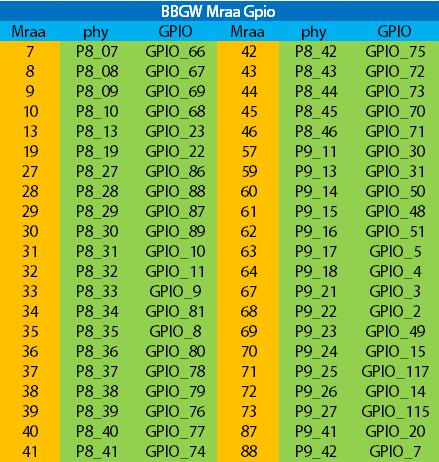 BBGW Mraa Gpio
Mraa phy GPIO Mraa phy GPIO
7 P8_07 GPIO_66 42 P8_42 GPIO_75
8 P8_08 GPIO_67 43 P8_43 GPIO_72
9 P8_09 GPIO_69 44 P8_44 GPIO_73
10 P8_10 GPIO_68 45 P8_45 GPIO_70
13 P8_13 GPIO_23 46 P8_46 GPIO_71
19 P8_19 GPIO_22 57 P9_11 GPIO_30
27 P8_27 GPIO_86 59 P9_13 GPIO_31
28 P8_28 GPIO_88 60 P9_14 GPIO_50
29 P8_29 GPIO_87 61 P9_15 GPIO_48
30 P8_30 GPIO_89 62 P9_16 GPIO_51
31 P8_31 GPIO_10 63 P9_17 GPIO_5
32 P8_32 GPIO_11 64 P9_18 GPIO_4
33 P8_33 GPIO_9 67 P9_21 GPIO_3
34 P8_34 GPIO_81 68 P9_22 GPIO_2
35 P8_35 GPIO_8 69 P9_23 GPIO_49
36 P8_36 GPIO_80 70 P9_24 GPIO_15
37 P8_37 GPIO_78 71 P9_25 GPIO_117
38 P8_38 GPIO_79 72 P9_26 GPIO_14
39 P8_39 GPIO_76 73 P9_27 GPIO_115
40 P8_40 GPIO_77 87 P9_41 GPIO_20
41 P8_41 GPIO_74 88 P9_42 GPIO_7